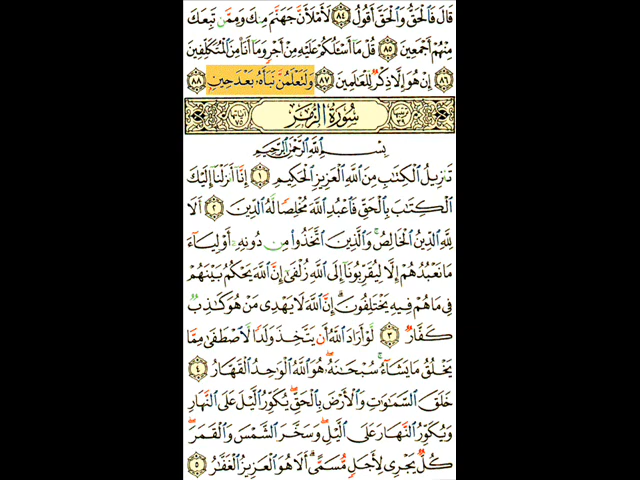 قَالَ فَٱلْحَقُّ وَٱلْحَقَّ أَقُولُ ٨٤ لَأَمْلَأَنَّ جَهَنَّمَ مِنكَ وَمِمَّن تَبِعَكَ
مِنْهُمْ أَجْمَعِينَ ٨٥ قُلْ مَآ أَسْـَٔلُكُمْ عَلَيْهِ مِنْ أَجْرٍ وَمَآ أَنَا۠ مِنَ ٱلْمُتَكَلِّفِينَ
٨٦ إِنْ هُوَ إِلَّا ذِكْرٌ لِّلْعَـٰلَمِينَ ٨٧ وَلَتَعْلَمُنَّ نَبَأَهُۥ بَعْدَ حِينٍۭ ٨٨
ترتيبها ٣٩ سُورَةُ الزُّمَرِ آياتها ٧٥
بِسْمِ ٱللَّهِ ٱلرَّحْمَـٰنِ ٱلرَّحِيمِ
تَنزِيلُ ٱلْكِتَـٰبِ مِنَ ٱللَّهِ ٱلْعَزِيزِ ٱلْحَكِيمِ ١ إِنَّآ أَنزَلْنَآ إِلَيْكَ
ٱلْكِتَـٰبَ بِٱلْحَقِّ فَٱعْبُدِ ٱللَّهَ مُخْلِصًا لَّهُ ٱلدِّينَ ٢ أَلَا
لِلَّهِ ٱلدِّينُ ٱلْخَالِصُ ۚ وَٱلَّذِينَ ٱتَّخَذُوا۟ مِن دُونِهِۦٓ أَوْلِيَآءَ
مَا نَعْبُدُهُمْ إِلَّا لِيُقَرِّبُونَآ إِلَى ٱللَّهِ زُلْفَىٰٓ إِنَّ ٱللَّهَ يَحْكُمُ بَيْنَهُمْ
فِى مَا هُمْ فِيهِ يَخْتَلِفُونَ ۗ إِنَّ ٱللَّهَ لَا يَهْدِى مَنْ هُوَ كَـٰذِبٌ
كَفَّارٌ ٣ لَّوْ أَرَادَ ٱللَّهُ أَن يَتَّخِذَ وَلَدًا لَّٱصْطَفَىٰ مِمَّا
يَخْلُقُ مَا يَشَآءُ ۚ سُبْحَـٰنَهُۥ ۖ هُوَ ٱللَّهُ ٱلْوَٰحِدُ ٱلْقَهَّارُ ٤
خَلَقَ ٱلسَّمَـٰوَٰتِ وَٱلْأَرْضَ بِٱلْحَقِّ ۖ يُكَوِّرُ ٱلَّيْلَ عَلَى ٱلنَّهَارِ
وَيُكَوِّرُ ٱلنَّهَارَ عَلَى ٱلَّيْلِ ۖ وَسَخَّرَ ٱلشَّمْسَ وَٱلْقَمَرَ ۖ
كُلٌّ يَجْرِى لِأَجَلٍ مُّسَمًّى ۗ أَلَا هُوَ ٱلْعَزِيزُ ٱلْغَفَّـٰرُ ٥